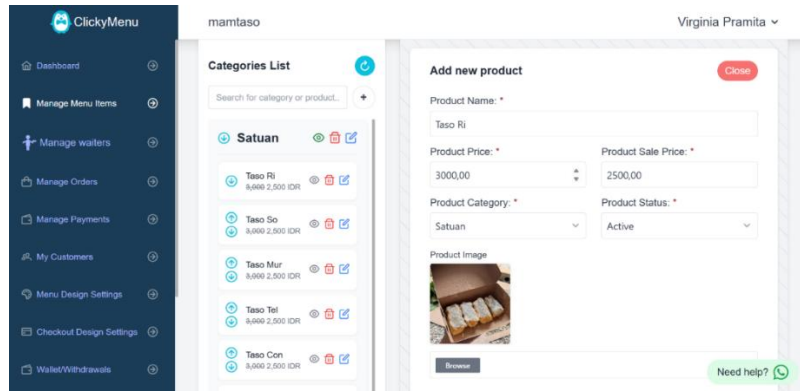 ClickyMenu
mamtaso
Virginia Pramita
Dashboard
Manage Menu Items
Manage waiters
Manage Orders
Manage Payments
My Customers
Menu Design Settings
Checkout Design Settings
Wallet/Withdrawals
Categories List
Search for category or product..
+
Satuan
Taso Ri
3,000 2,500 IDR
Taso So
3,000 2,500 IDR
Taso Mur
3,000 2,500 IDR
Taso Tel
3,000 2,500 IDR
Taso Con
3,000 2,500 IDR
Add new product
Close
Product Name: *
Taso Ri
Product Price: * Product Sale Price: *
3000,00 2500,00
Product Category: * Product Status: *
Satuan Active
Product Image
Browse
Need help?